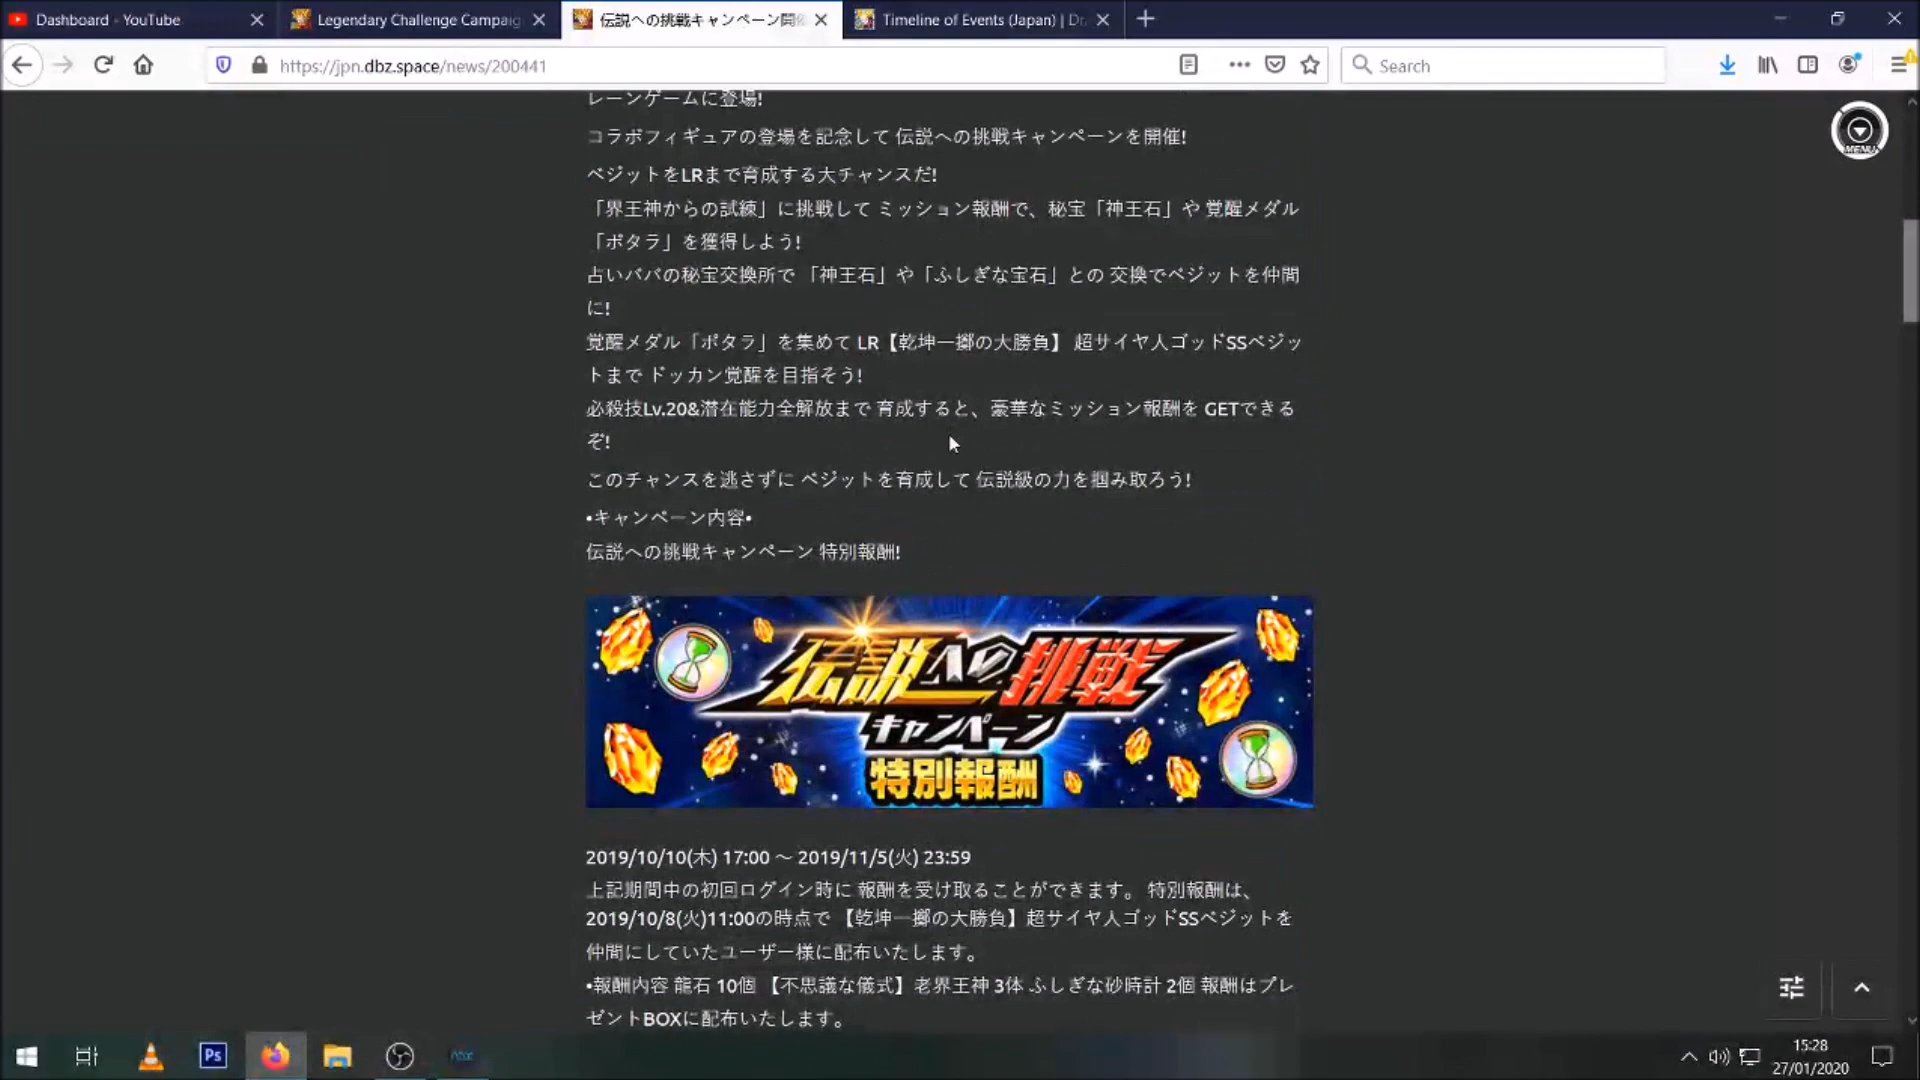 Dashboard - YouTube
Legendary Challenge Campaig
伝説への挑戦キャンペーン開催
Timeline of Events (Japan) | Dr
https://jpn.dbz.space/news/200441
Search
MENU
レーンゲームに登場!
コラボフィギュアの登場を記念して 伝説への挑戦キャンペーンを開催!
ベジットをLRまで育成する大チャンスだ!
「界王神からの試練」に挑戦して ミッション報酬で、秘宝「神王石」や 覚醒メダル
「ポタラ」を獲得しよう!
占いババの秘宝交換所で 「神王石」や「ふしぎな宝石」との 交換でベジットを仲間
に!
覚醒メダル「ポタラ」を集めて LR【乾坤一擲の大勝負】 超サイヤ人ゴッドSSベジッ
トまで ドッカン覚醒を目指そう!
必殺技Lv.20&潜在能力全解放まで 育成すると、豪華なミッション報酬を GETできる
ぞ!
このチャンスを逃さずに ベジットを育成して 伝説級の力を掴み取ろう!
•キャンペーン内容•
伝説への挑戦キャンペーン 特別報酬!
伝説への挑戦
キャンペーン
特別報酬
2019/10/10(木) 17:00 ～ 2019/11/5(火) 23:59
上記期間中の初回ログイン時に 報酬を受け取ることができます。 特別報酬は、
2019/10/8(火)11:00の時点で 【乾坤一擲の大勝負】超サイヤ人ゴッドSSベジットを
仲間にしていたユーザー様に配布いたします。
•報酬内容 龍石 10個 【不思議な儀式】老界王神 3体 ふしぎな砂時計 2個 報酬はプレ
ゼントBOXに配布いたします。
Ps
15:28
27/01/2020